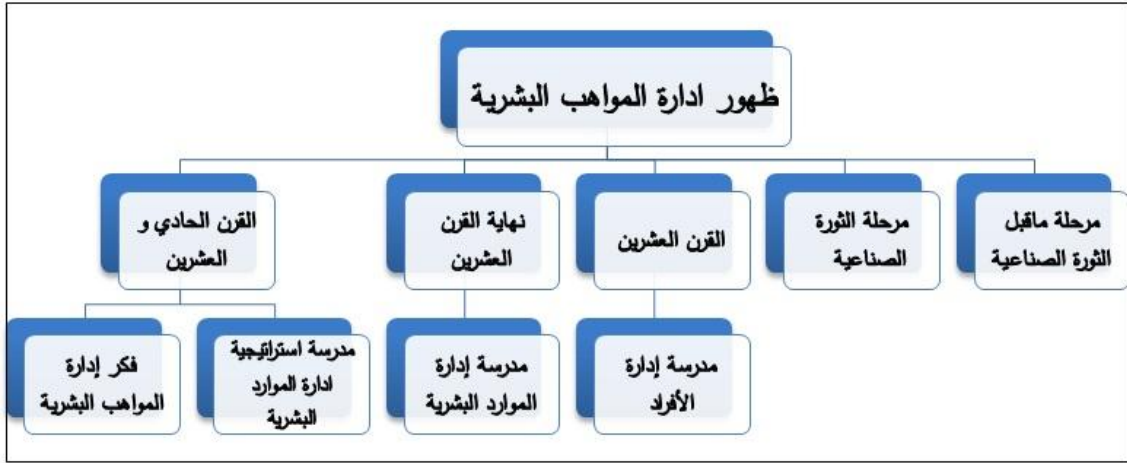 ظهور ادارة المواهب البشرية
مرحلة ماقبل
الثورة الصناعية
مرحلة الثورة
الصناعية
القرن العشرين
نهاية القرن
العشرين
القرن الحادي و
العشرين
مدرسة إدارة
الأفراد
مدرسة إدارة
الموارد البشرية
مدرسة استراتيجية
ادارة الموارد
البشرية
فكر إدارة
المواهب البشرية